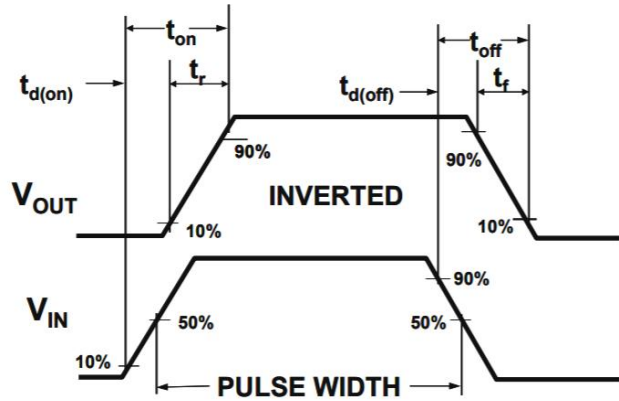 ton
toff
td(on)
tr
td(off)
tf
90%
90%
VOUT
INVERTED
10%
10%
90%
VIN
50%
50%
10%
PULSE WIDTH